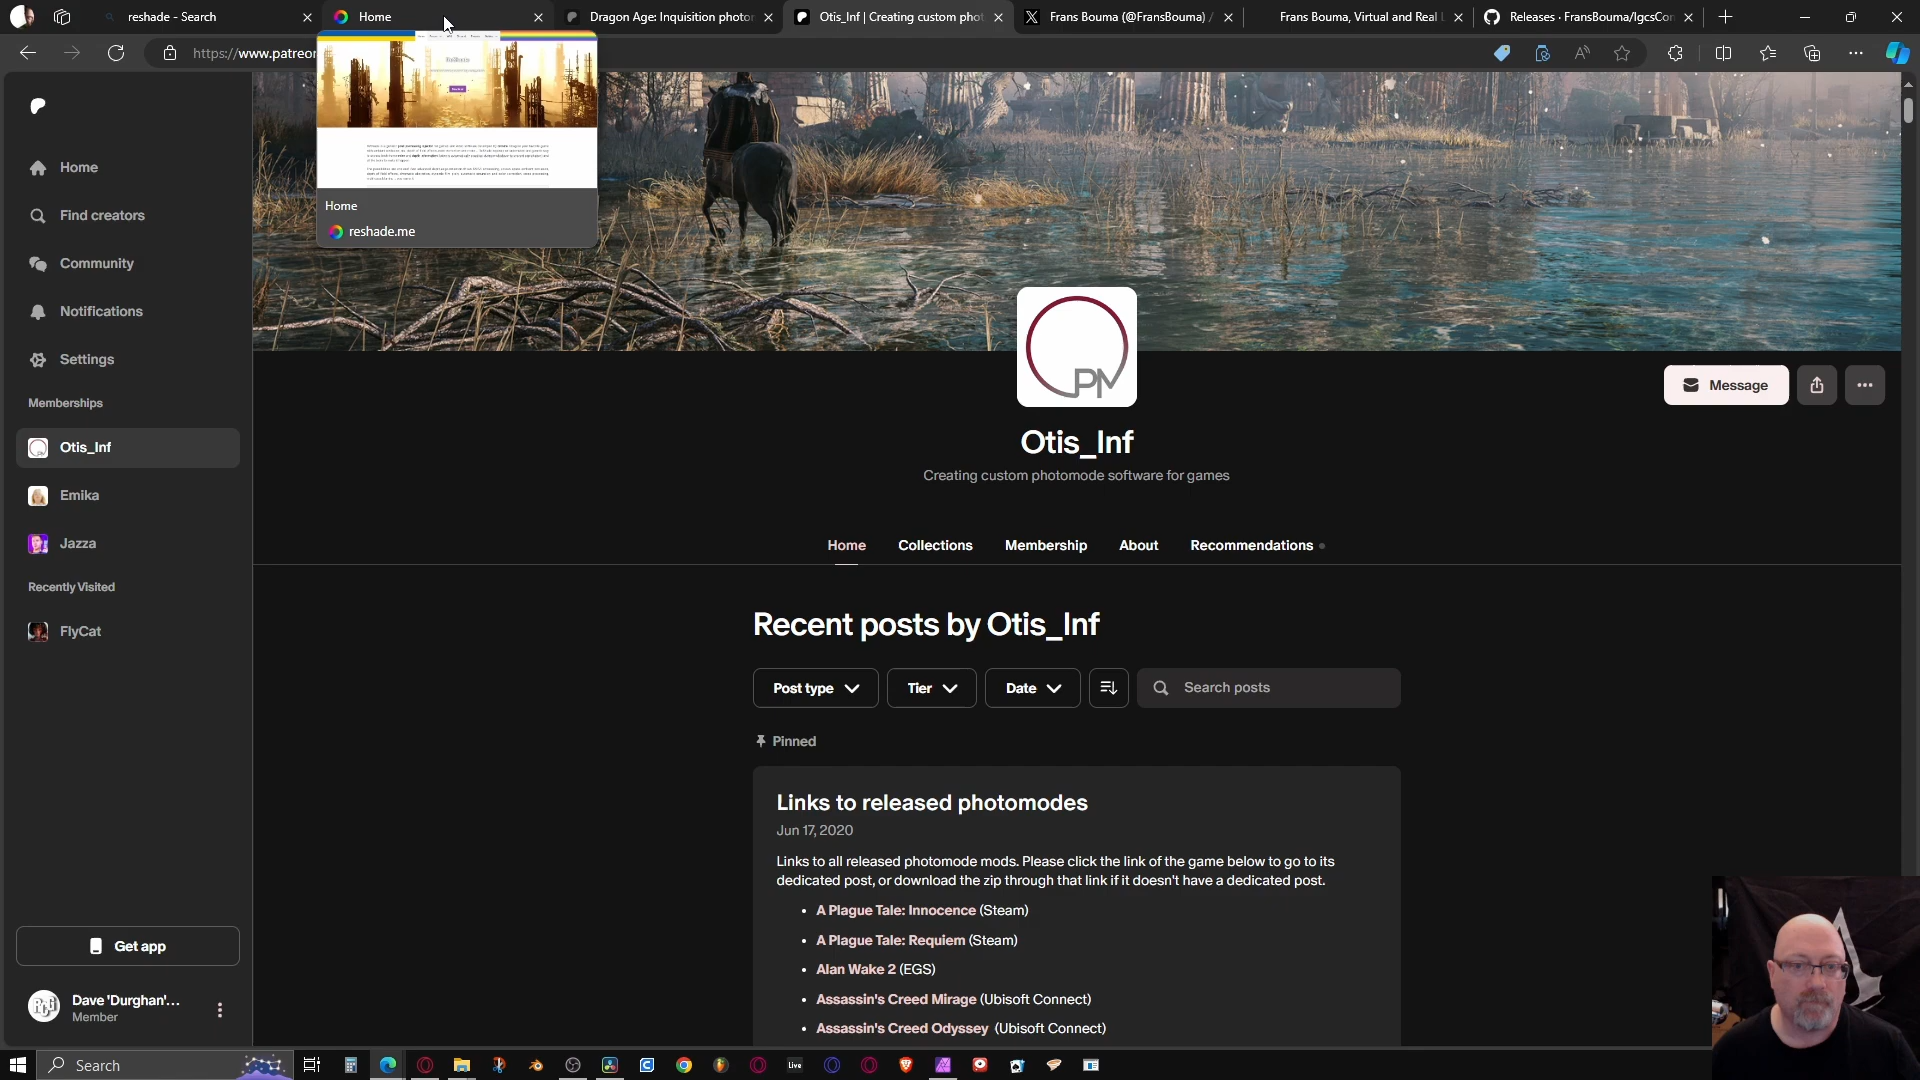 reshade - Search
Home
Dragon Age: Inquisition photor
Otis_Inf | Creating custom phot
Frans Bouma (@FransBouma) /
Frans Bouma, Virtual and Real L
Releases · FransBouma/IgcsCon
https://www.patreon
Home
reshade.me
Home
Find creators
Community
Notifications
Settings
Memberships
Otis_Inf
Emika
Jazza
Recently Visited
FlyCat
Get app
Dave 'Durghan'...
Member
PM
Message
Otis_Inf
Creating custom photomode software for games
Home Collections Membership About Recommendations
Recent posts by Otis_Inf
Post type Tier Date Search posts
Pinned
Links to released photomodes
Jun 17, 2020
Links to all released photomode mods. Please click the link of the game below to go to its
dedicated post, or download the zip through that link if it doesn't have a dedicated post.
• A Plague Tale: Innocence (Steam)
• A Plague Tale: Requiem (Steam)
• Alan Wake 2 (EGS)
• Assassin's Creed Mirage (Ubisoft Connect)
• Assassin's Creed Odyssey (Ubisoft Connect)
Search
Live